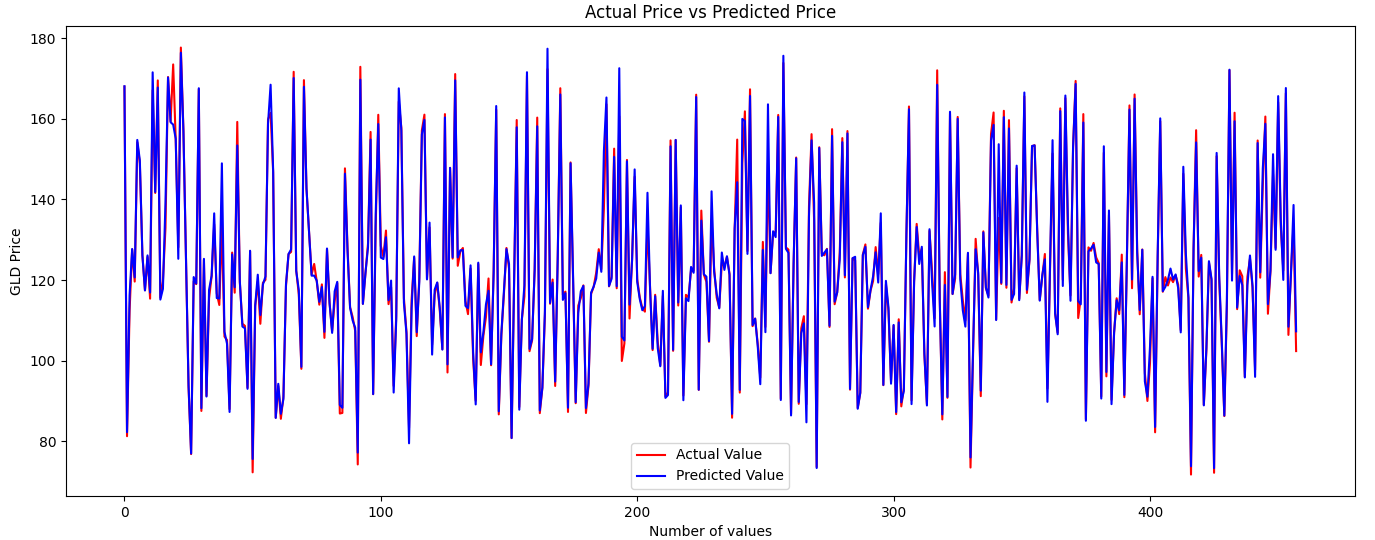 Actual Price vs Predicted Price
180
160
140
120
100
80
GLD Price
Actual Value
Predicted Value
0 100 200 300 400
Number of values